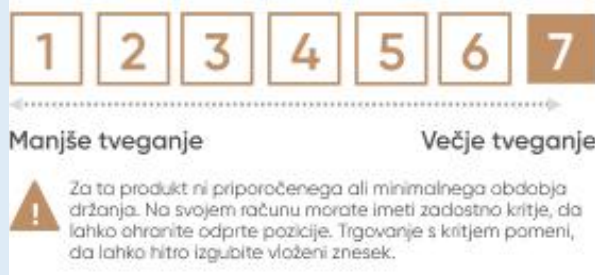 1 2 3 4 5 6 7
Manjše tveganje Večje tveganje
Za ta produkt ni priporočenega ali minimalnega obdobja
držanja. Na svojem računu morate imeti zadostno kritje, da
lahko ohranite odprte pozicije. Trgovanje s kritjem pomeni,
da lahko hitro izgubite vloženi znesek.